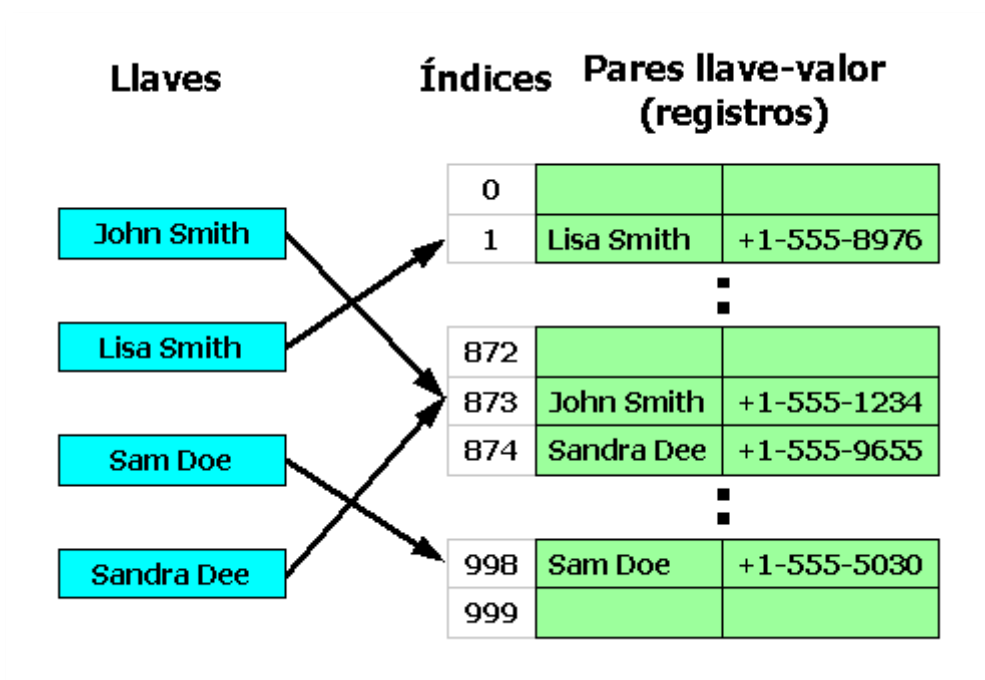 Llaves
Índices
Pares llave-valor
(registros)
John Smith
Lisa Smith
Sam Doe
Sandra Dee
0
1 Lisa Smith +1-555-8976
872
873 John Smith +1-555-1234
874 Sandra Dee +1-555-9655
998 Sam Doe +1-555-5030
999